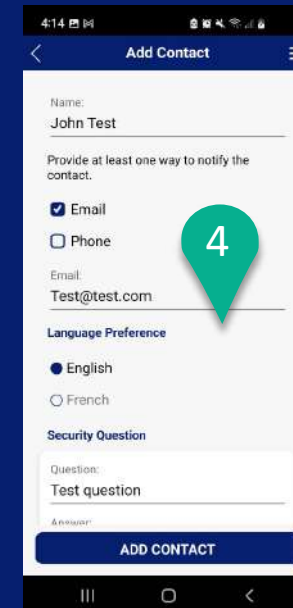 4:14
Add Contact
Name:
John Test
Provide at least one way to notify the
contact.
Email
Phone
4
Email:
Test@test.com
Language Preference
English
French
Security Question
Question:
Test question
Answer:
ADD CONTACT